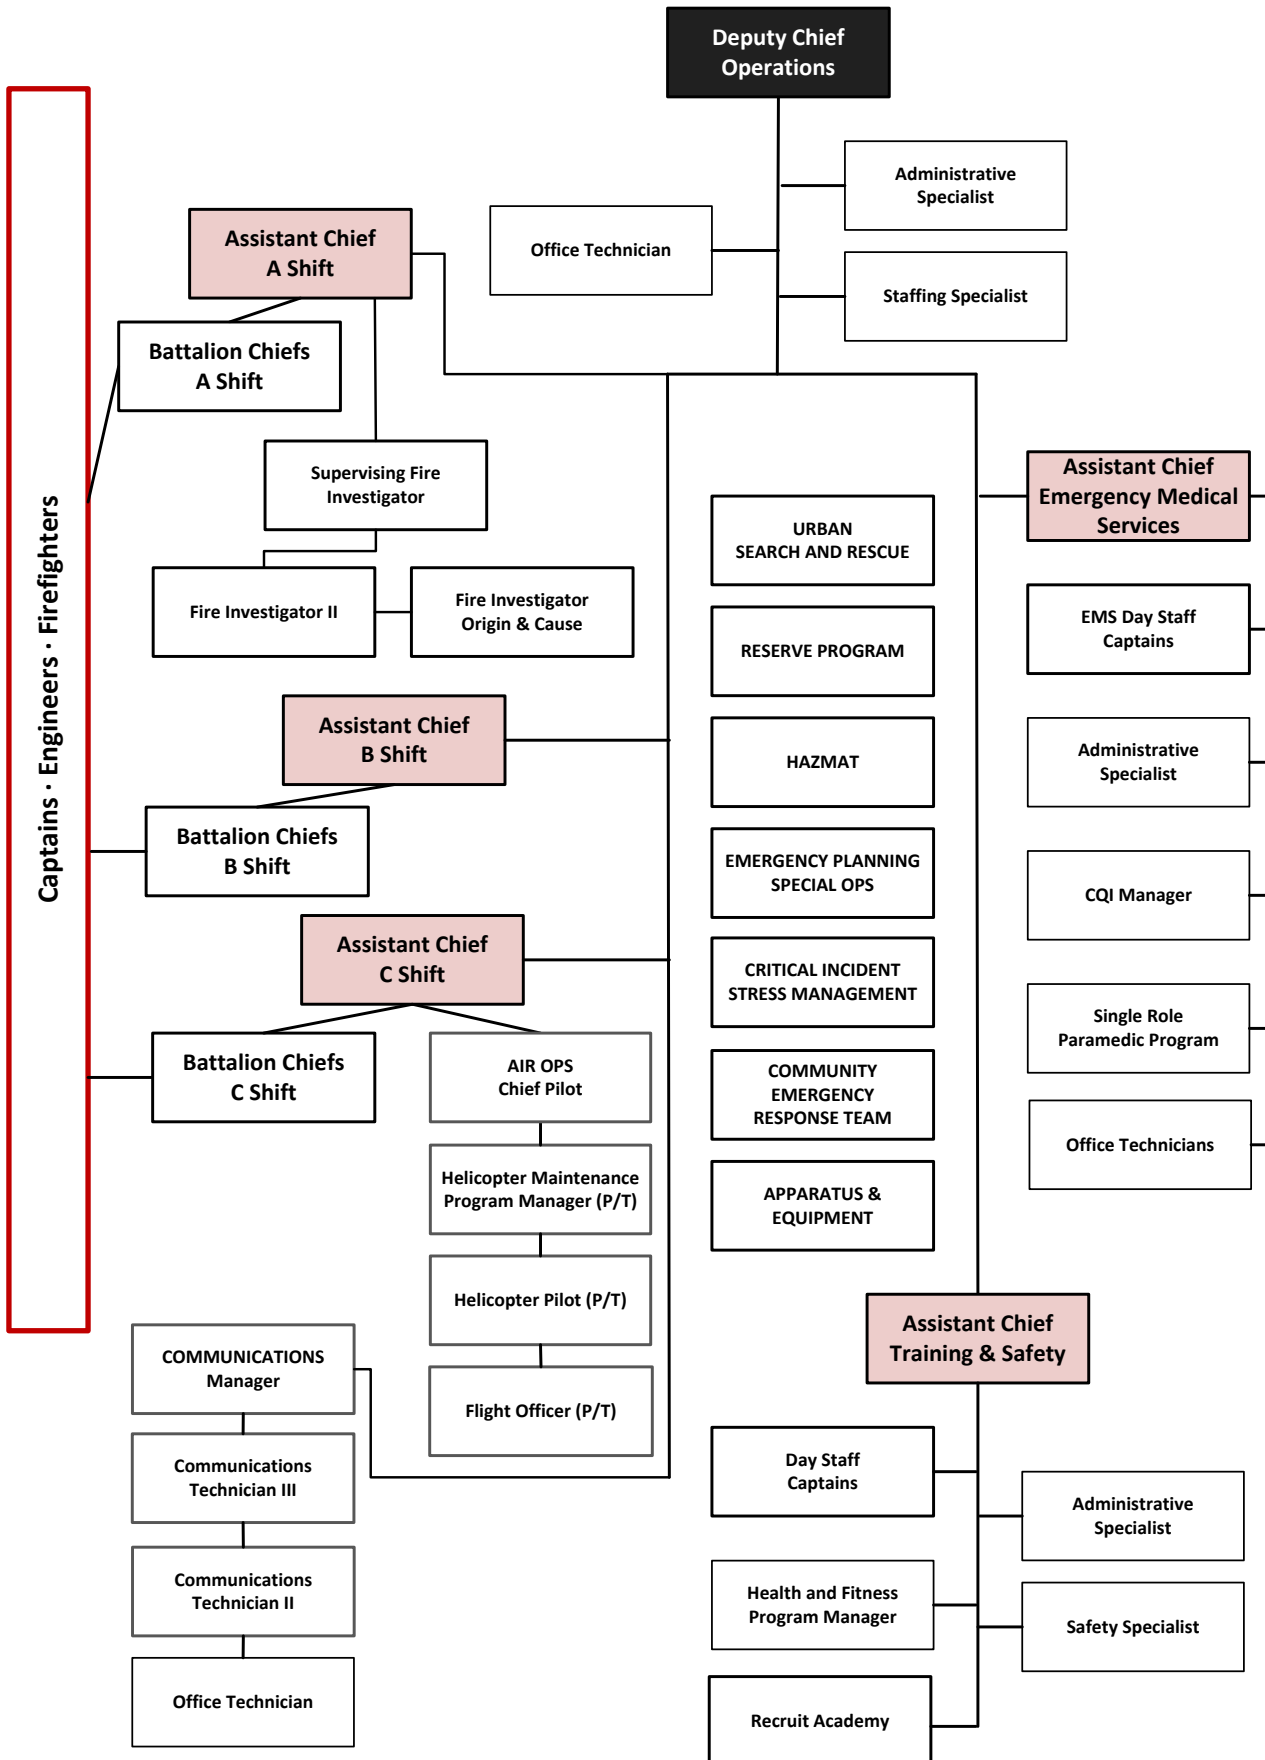 Deputy Chief
Operations
Administrative
Specialist
Office Technician
Staffing Specialist
Assistant Chief
A Shift
Battalion Chiefs
A Shift
Captains · Engineers · Firefighters
Supervising Fire
Investigator
Fire Investigator II
Fire Investigator
Origin & Cause
Assistant Chief
B Shift
Battalion Chiefs
B Shift
Assistant Chief
C Shift
Battalion Chiefs
C Shift
AIR OPS
Chief Pilot
Helicopter Maintenance
Program Manager (P/T)
Helicopter Pilot (P/T)
Flight Officer (P/T)
COMMUNICATIONS
Manager
Communications
Technician III
Communications
Technician II
Office Technician
URBAN
SEARCH AND RESCUE
RESERVE PROGRAM
HAZMAT
EMERGENCY PLANNING
SPECIAL OPS
CRITICAL INCIDENT
STRESS MANAGEMENT
COMMUNITY
EMERGENCY
RESPONSE TEAM
APPARATUS &
EQUIPMENT
Assistant Chief
Emergency Medical
Services
EMS Day Staff
Captains
Administrative
Specialist
CQI Manager
Single Role
Paramedic Program
Office Technicians
Assistant Chief
Training & Safety
Day Staff
Captains
Administrative
Specialist
Health and Fitness
Program Manager
Safety Specialist
Recruit Academy